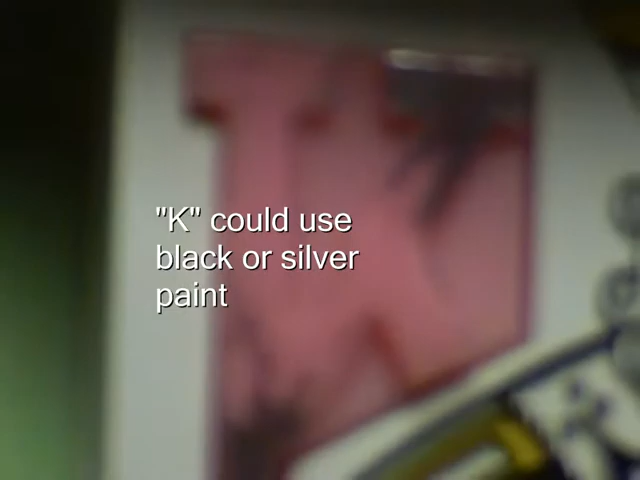 "K" could use
black or silver
paint
K